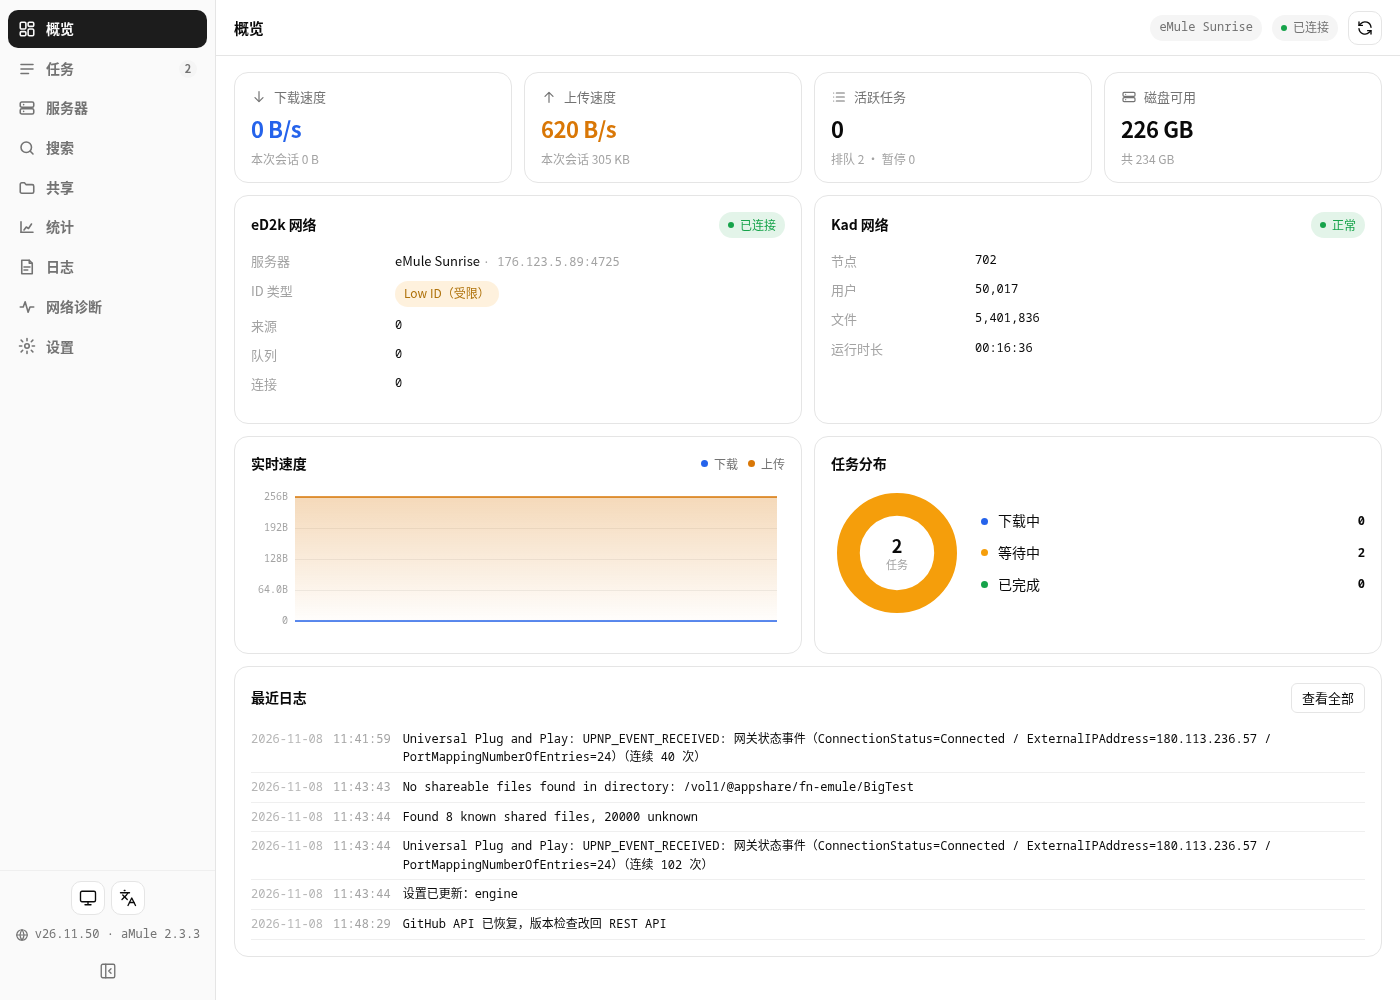 概览
任务 2
服务器
搜索
共享
统计
日志
网络诊断
设置
v26.11.50 · aMule 2.3.3
概览
eMule Sunrise
已连接
下载速度
0 B/s
本次会话 0 B
上传速度
620 B/s
本次会话 305 KB
活跃任务
0
排队 2 · 暂停 0
磁盘可用
226 GB
共 234 GB
eD2k 网络
已连接
服务器 eMule Sunrise · 176.123.5.89:4725
ID 类型 Low ID（受限）
来源 0
队列 0
连接 0
Kad 网络
正常
节点 702
用户 50,017
文件 5,401,836
运行时长 00:16:36
实时速度
下载 上传
256B
192B
128B
64.0B
0
任务分布
2
任务
下载中 0
等待中 2
已完成 0
最近日志
查看全部
2026-11-08 11:41:59 Universal Plug and Play: UPNP_EVENT_RECEIVED: 网关状态事件（ConnectionStatus=Connected / ExternalIPAddress=180.113.236.57 /
PortMappingNumberOfEntries=24）（连续 40 次）
2026-11-08 11:43:43 No shareable files found in directory: /vol1/@appshare/fn-emule/BigTest
2026-11-08 11:43:44 Found 8 known shared files, 20000 unknown
2026-11-08 11:43:44 Universal Plug and Play: UPNP_EVENT_RECEIVED: 网关状态事件（ConnectionStatus=Connected / ExternalIPAddress=180.113.236.57 /
PortMappingNumberOfEntries=24）（连续 102 次）
2026-11-08 11:43:44 设置已更新：engine
2026-11-08 11:48:29 GitHub API 已恢复，版本检查改回 REST API